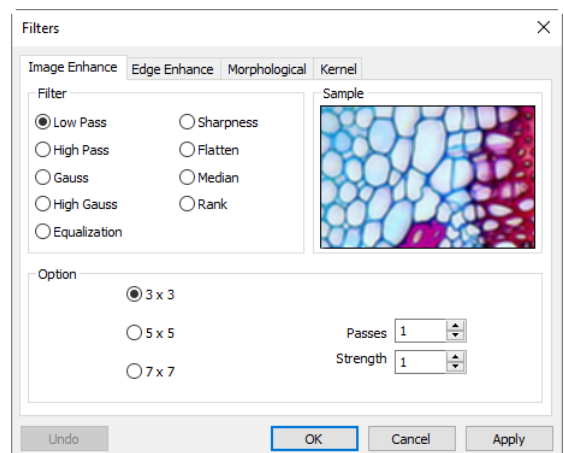 Filters
Image Enhance Edge Enhance Morphological Kernel
Filter
Low Pass
High Pass
Gauss
High Gauss
Equalization
Sharpness
Flatten
Median
Rank
Sample
Option
3 x 3
5 x 5
7 x 7
Passes 1
Strength 1
Undo OK Cancel Apply